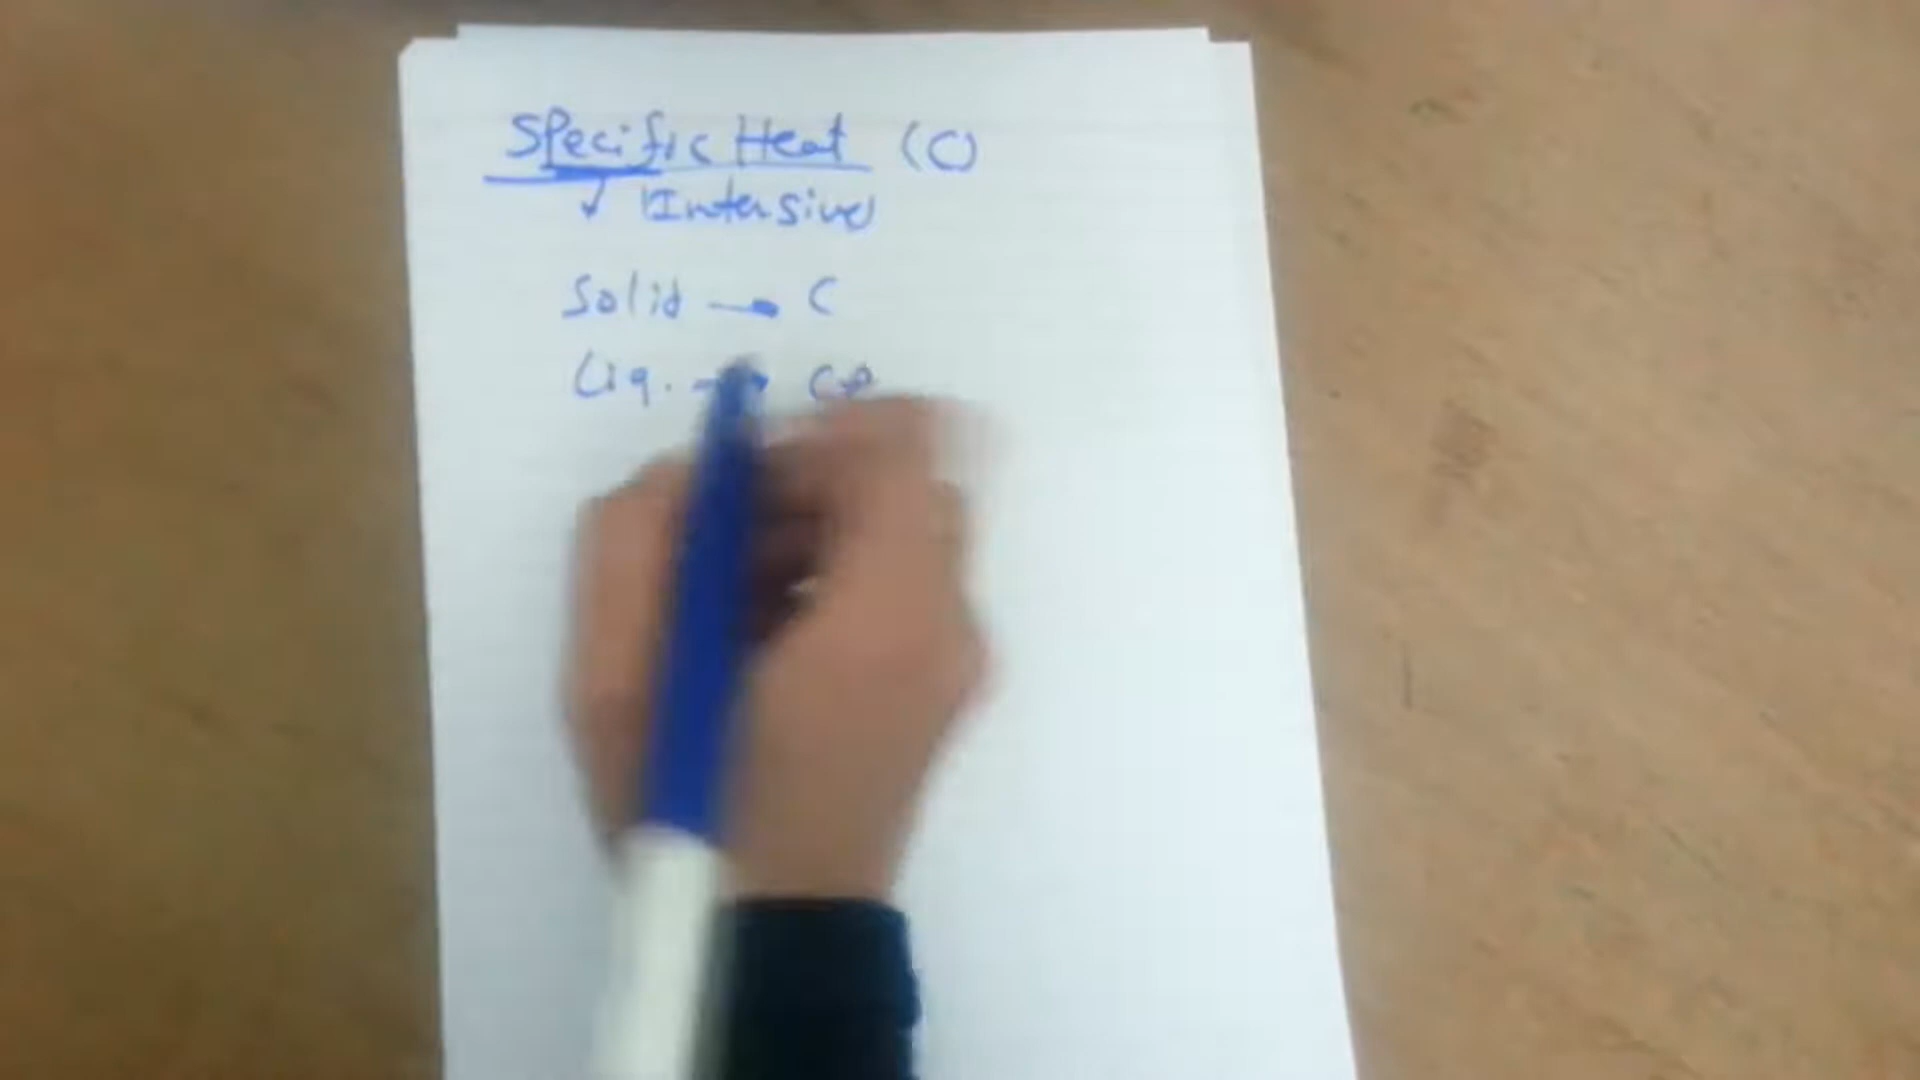 Specific Heat (C)
Intensive
Solid → C
Liq. →